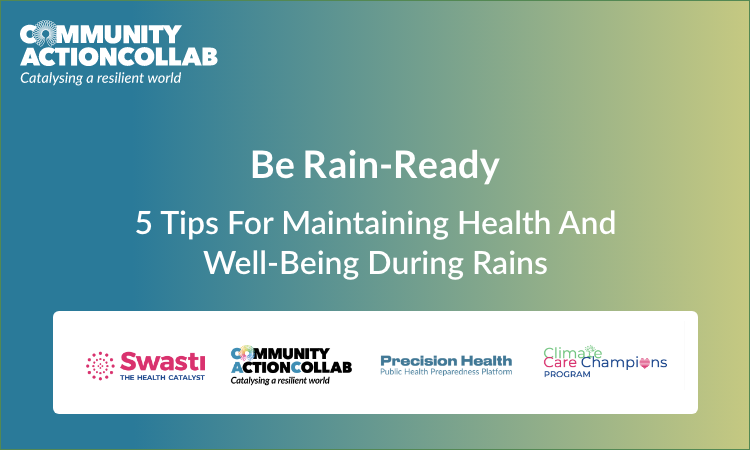 COMMUNITY
ACTIONCOLLAB
Catalysing a resilient world
Be Rain-Ready
5 Tips For Maintaining Health And
Well-Being During Rains
Swasti
THE HEALTH CATALYST
COMMUNITY
ACTIONCOLLAB
Catalysing a resilient world
Precision Health
Public Health Preparedness Platform
Climate
Care Champions
PROGRAM